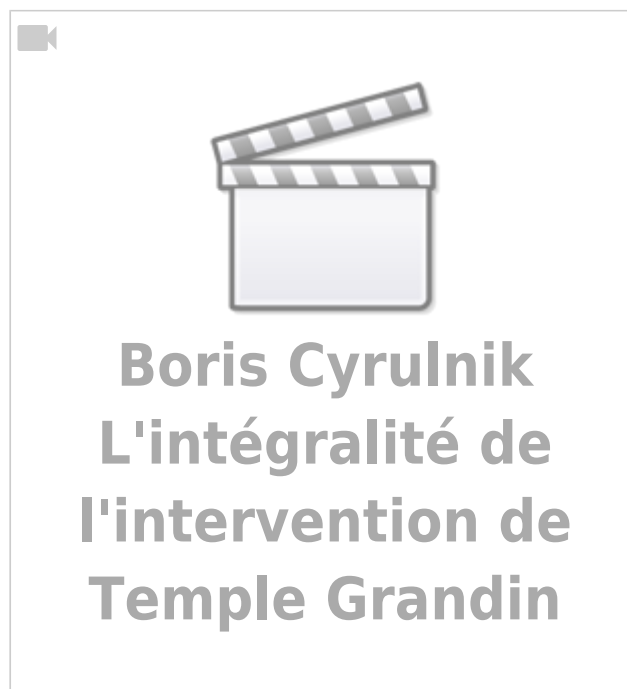 Boris Cyrulnik
L'intégralité de
l'intervention de
Temple Grandin